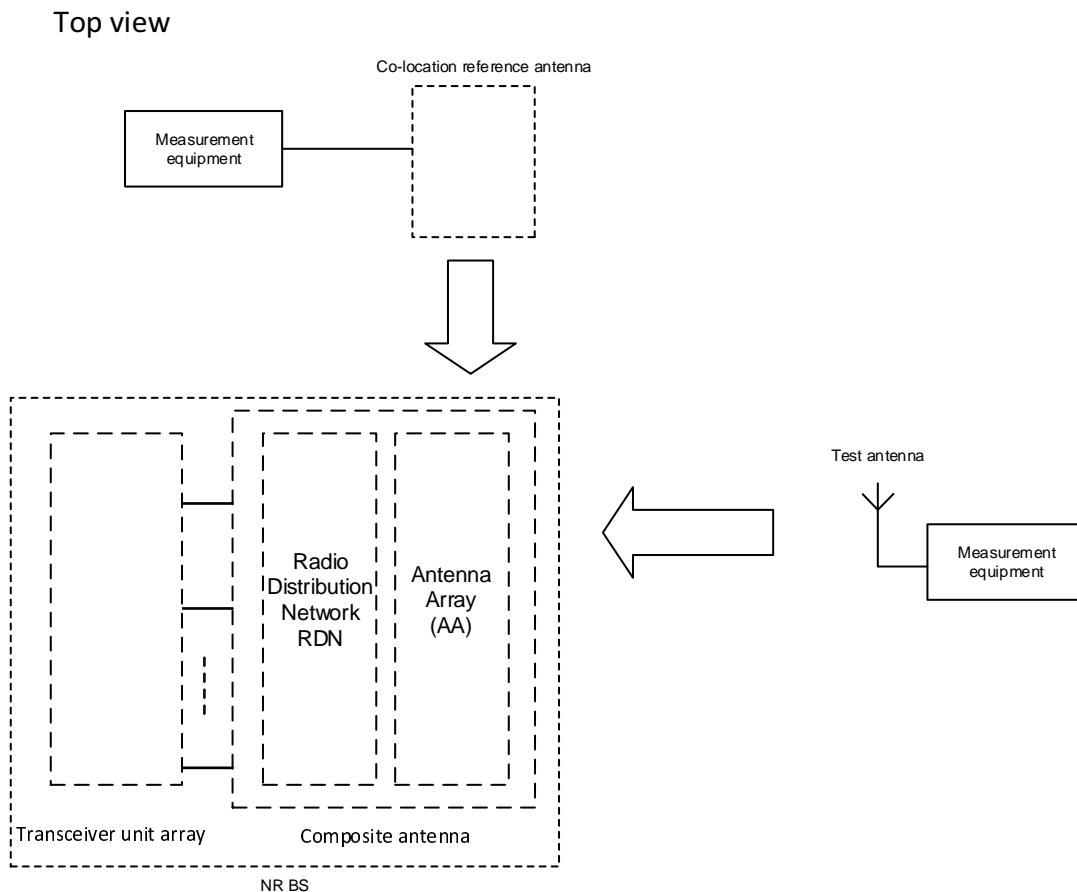 Top view
Co-location reference antenna
Measurement
equipment
Test antenna
Measurement
equipment
Radio
Distribution
Network
RDN
Antenna
Array
(AA)
Transceiver unit array
Composite antenna
NR BS